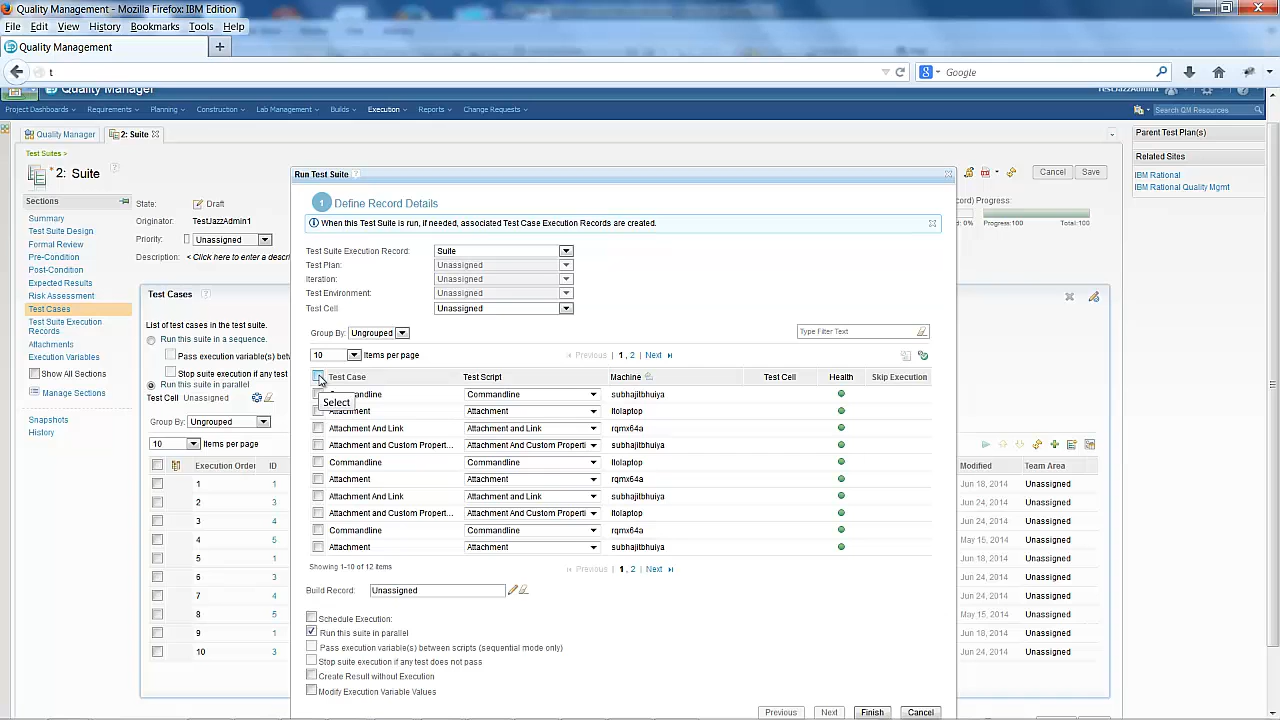 Quality Management - Mozilla Firefox: IBM Edition
File Edit View History Bookmarks Tools Help
Quality Management
t
Google
Quality Manager
TestJazzAdmin1
Project Dashboards Requirements Planning Construction Lab Management Builds Execution Reports Change Requests
Search QM Resources
Quality Manager
2: Suite
Test Suites >
* 2: Suite
Cancel Save
Sections
Summary
Test Suite Design
Formal Review
Pre-Condition
Post-Condition
Expected Results
Risk Assessment
Test Cases
Test Suite Execution
Records
Attachments
Execution Variables
Show All Sections
Manage Sections
Snapshots
History
State: Draft
Originator: TestJazzAdmin1
Priority: Unassigned
Description: < Click here to enter a descri
Test Cases
List of test cases in the test suite.
Run this suite in a sequence.
Pass execution variable(s) betw
Stop suite execution if any test
Run this suite in parallel
Test Cell Unassigned
Group By: Ungrouped
10 Items per page
Execution Order ID
1 1
2 3
3 4
4 5
5 1
6 3
7 4
8 5
9 1
10 3
Run Test Suite
1 Define Record Details
When this Test Suite is run, if needed, associated Test Case Execution Records are created.
Test Suite Execution Record: Suite
Test Plan: Unassigned
Iteration: Unassigned
Test Environment: Unassigned
Test Cell: Unassigned
Group By: Ungrouped
Type Filter Text
10 Items per page
Previous | 1, 2 Next
Test Case Test Script Machine Test Cell Health Skip Execution
Select
Commandline Commandline subhajitbhuiya
Attachment Attachment ltolaptop
Attachment And Link Attachment and Link rqmx64a
Attachment and Custom Propert... Attachment And Custom Properti subhajitbhuiya
Commandline Commandline ltolaptop
Attachment Attachment rqmx64a
Attachment And Link Attachment and Link subhajitbhuiya
Attachment and Custom Propert... Attachment And Custom Properti ltolaptop
Commandline Commandline rqmx64a
Attachment Attachment subhajitbhuiya
Showing 1-10 of 12 items
Previous | 1, 2 | Next
Build Record: Unassigned
Schedule Execution:
Run this suite in parallel
Pass execution variable(s) between scripts (sequential mode only)
Stop suite execution if any test does not pass
Create Result without Execution
Modify Execution Variable Values
Previous Next Finish Cancel
ord) Progress:
d: 0% Progress:100 Total:100
Modified Team Area
Jun 18, 2014 Unassigned
Jun 24, 2014 Unassigned
May 15, 2014 Unassigned
Jun 24, 2014 Unassigned
Jun 18, 2014 Unassigned
Jun 24, 2014 Unassigned
Jun 24, 2014 Unassigned
May 15, 2014 Unassigned
Jun 18, 2014 Unassigned
Jun 24, 2014 Unassigned
Parent Test Plan(s)
Related Sites
IBM Rational
IBM Rational Quality Mgmt